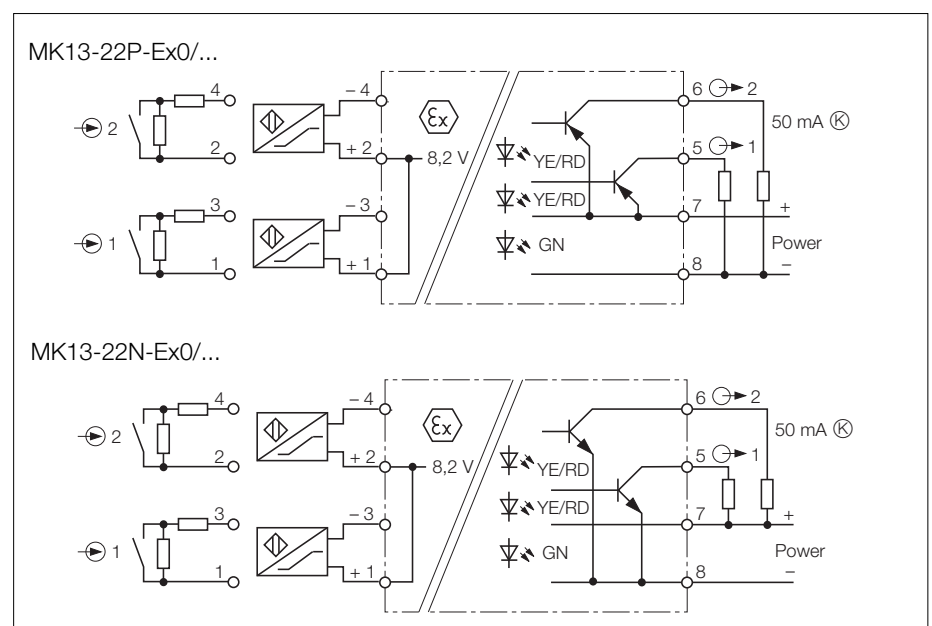 MK13-22P-Ex0/...
4
2
2
3
1
1
– 4
+ 2
– 3
+ 1
Ex
8,2 V
YE/RD
YE/RD
GN
6 2
5 1
7
8
50 mA K
+
Power
–
MK13-22N-Ex0/...
4
2
2
3
1
1
– 4
+ 2
– 3
+ 1
Ex
8,2 V
YE/RD
YE/RD
GN
6 2
5 1
7
8
50 mA K
+
Power
–